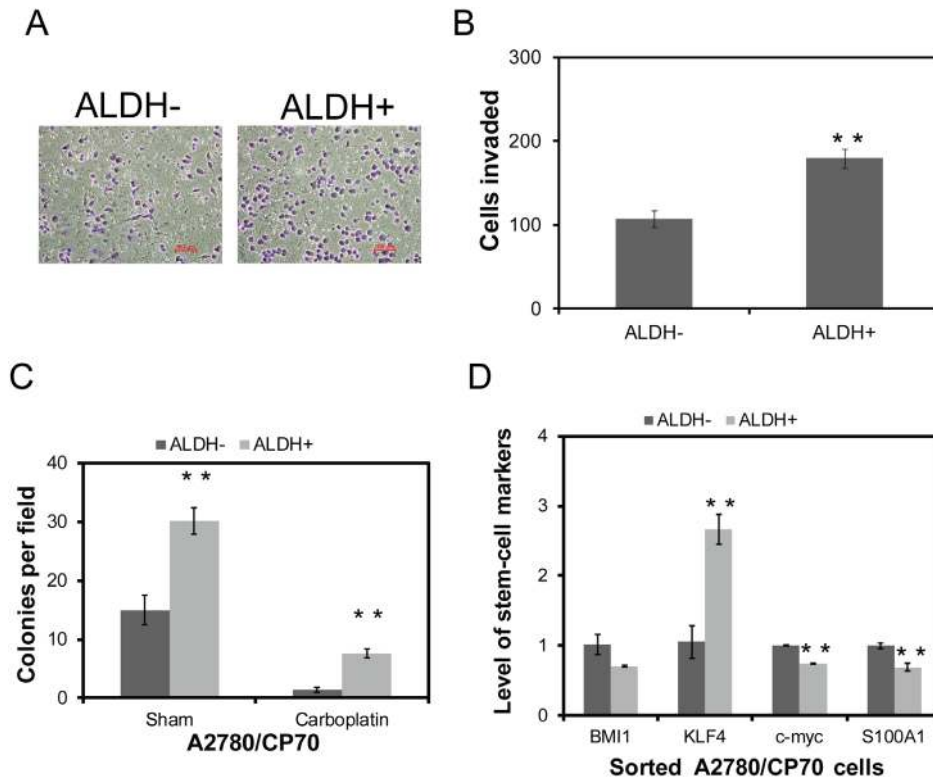 A
ALDH-
ALDH+
B
Cells invaded
300
200
100
0
* *
ALDH-
ALDH+
C
ALDH- ALDH+
Colonies per field
40
30
20
10
0
* *
* *
Sham
Carboplatin
A2780/CP70
D
ALDH- ALDH+
Level of stem-cell markers
4
3
2
1
0
* *
* *
* *
BMI1
KLF4
c-myc
S100A1
Sorted A2780/CP70 cells